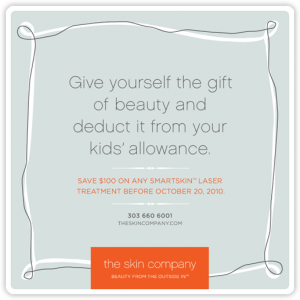 Give yourself the gift
of beauty and
deduct it from your
kids' allowance.
SAVE $100 ON ANY SMARTSKIN™ LASER
TREATMENT BEFORE OCTOBER 20, 2010.
303 660 6001
THESKINCOMPANY.COM
the skin company
BEAUTY FROM THE OUTSIDE IN™